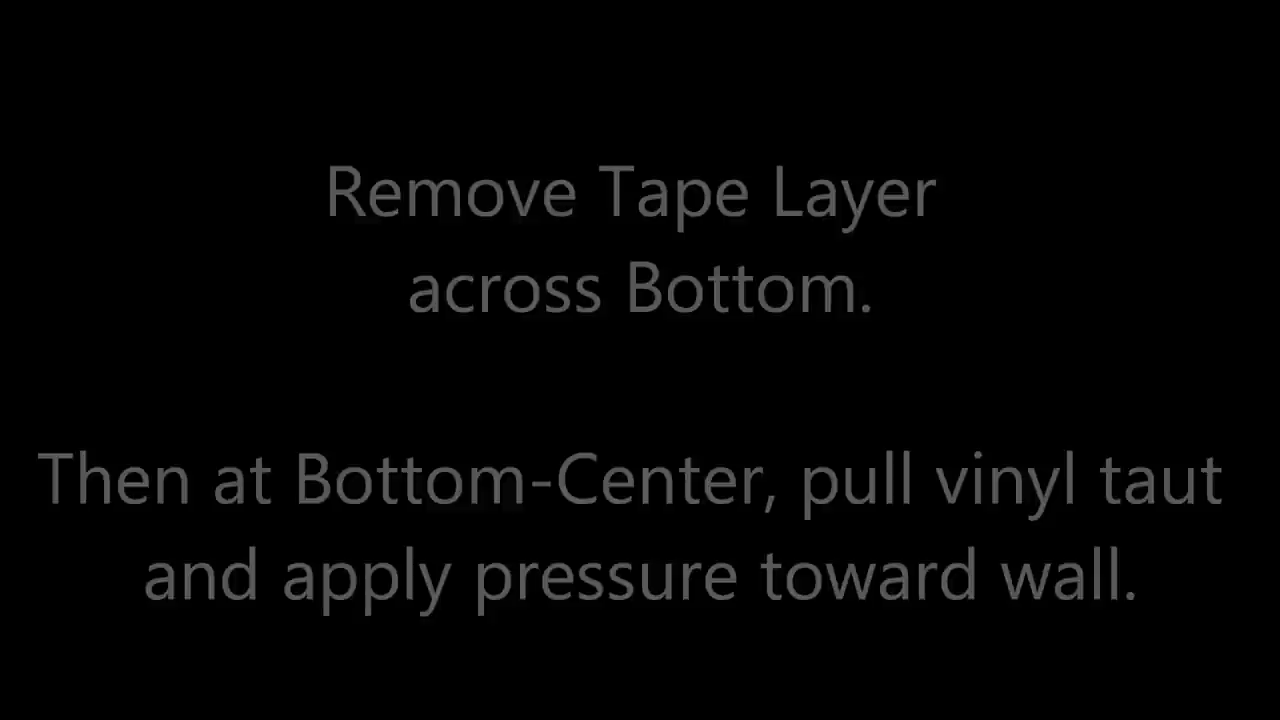 Remove Tape Layer
across Bottom.
Then at Bottom-Center, pull vinyl taut
and apply pressure toward wall.